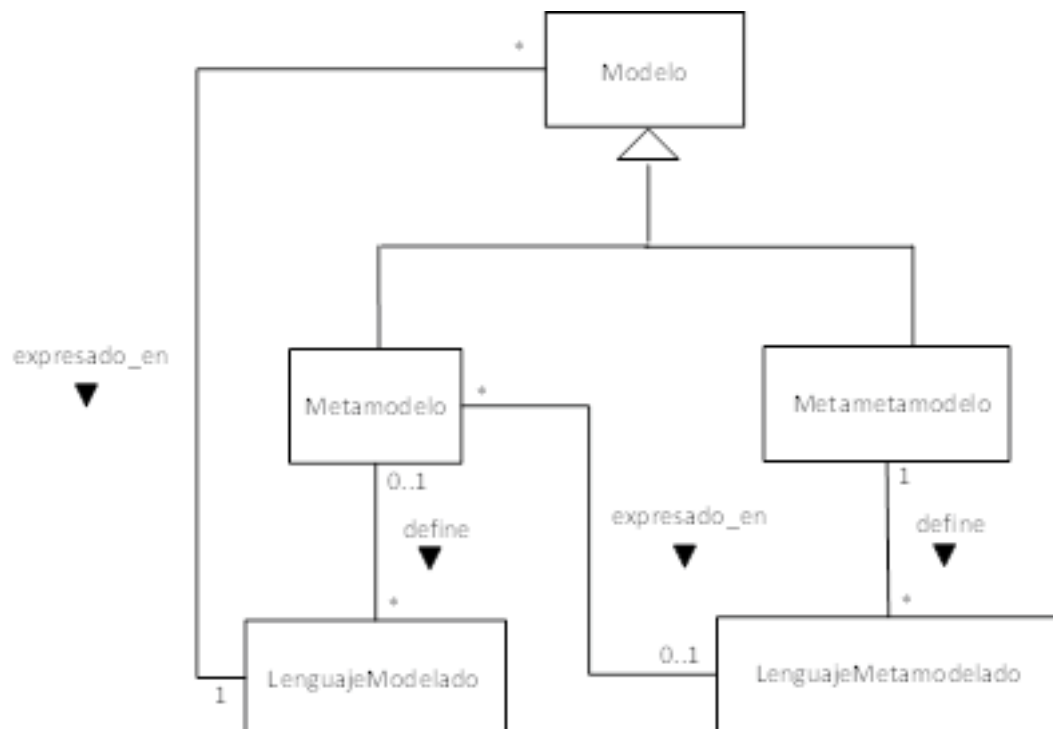 *
Modelo
expresado_en
Metamodelo
*
Metametamodelo
0..1
1
define
expresado_en
define
*
*
LenguajeModelado
0..1
LenguajeMetamodelado
1